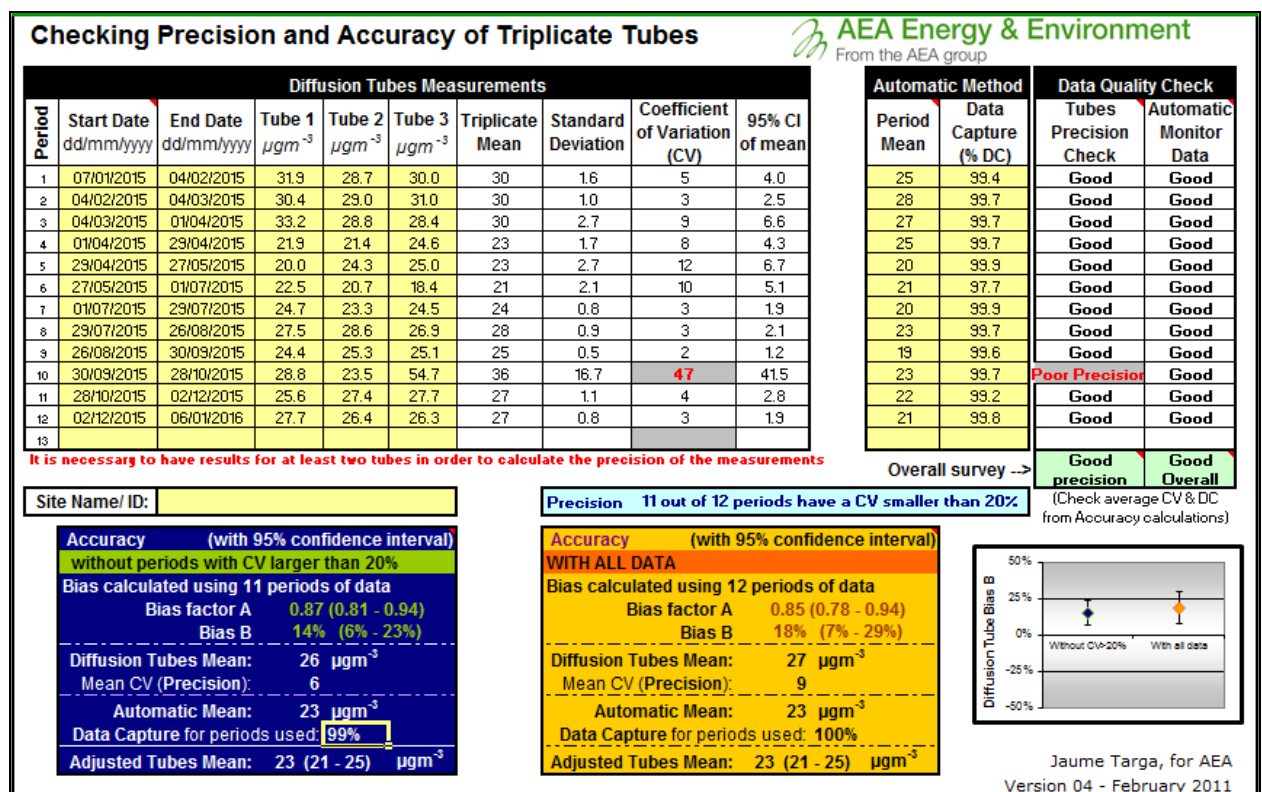 Checking Precision and Accuracy of Triplicate Tubes
AEA Energy & Environment
From the AEA group
Diffusion Tubes Measurements
Automatic Method
Data Quality Check
Period
Start Date dd/mm/yyyy
End Date dd/mm/yyyy
Tube 1 µgm⁻³
Tube 2 µgm⁻³
Tube 3 µgm⁻³
Triplicate Mean
Standard Deviation
Coefficient of Variation (CV)
95% CI of mean
Period Mean
Data Capture (% DC)
Tubes Precision Check
Automatic Monitor Data
1 07/01/2015 04/02/2015 31.9 28.7 30.0 30 1.6 5 4.0 25 99.4 Good Good
2 04/02/2015 04/03/2015 30.4 29.0 31.0 30 1.0 3 2.5 28 99.7 Good Good
3 04/03/2015 01/04/2015 33.2 28.8 28.4 30 2.7 9 6.6 27 99.7 Good Good
4 01/04/2015 29/04/2015 21.9 21.4 24.6 23 1.7 8 4.3 25 99.7 Good Good
5 29/04/2015 27/05/2015 20.0 24.3 25.0 23 2.7 12 6.7 20 99.9 Good Good
6 27/05/2015 01/07/2015 22.5 20.7 18.4 21 2.1 10 5.1 21 97.7 Good Good
7 01/07/2015 29/07/2015 24.7 23.3 24.5 24 0.8 3 1.9 20 99.9 Good Good
8 29/07/2015 26/08/2015 27.5 28.6 26.9 28 0.9 3 2.1 23 99.7 Good Good
9 26/08/2015 30/09/2015 24.4 25.3 25.1 25 0.5 2 1.2 19 99.6 Good Good
10 30/09/2015 28/10/2015 28.8 23.5 54.7 36 16.7 47 41.5 23 99.7 Poor Precision Good
11 28/10/2015 02/12/2015 25.6 27.4 27.7 27 1.1 4 2.8 22 99.2 Good Good
12 02/12/2015 06/01/2016 27.7 26.4 26.3 27 0.8 3 1.9 21 99.8 Good Good
13
It is necessary to have results for at least two tubes in order to calculate the precision of the measurements
Overall survey -->
Good precision
Good Overall
Site Name/ ID:
Precision 11 out of 12 periods have a CV smaller than 20%
(Check average CV & DC
from Accuracy calculations)
Accuracy (with 95% confidence interval)
without periods with CV larger than 20%
Bias calculated using 11 periods of data
Bias factor A 0.87 (0.81 - 0.94)
Bias B 14% (6% - 23%)
Diffusion Tubes Mean: 26 µgm⁻³
Mean CV (Precision): 6
Automatic Mean: 23 µgm⁻³
Data Capture for periods used: 99%
Adjusted Tubes Mean: 23 (21 - 25) µgm⁻³
Accuracy (with 95% confidence interval)
WITH ALL DATA
Bias calculated using 12 periods of data
Bias factor A 0.85 (0.78 - 0.94)
Bias B 18% (7% - 29%)
Diffusion Tubes Mean: 27 µgm⁻³
Mean CV (Precision): 9
Automatic Mean: 23 µgm⁻³
Data Capture for periods used: 100%
Adjusted Tubes Mean: 23 (21 - 25) µgm⁻³
Diffusion Tube Bias B
50%
25%
0%
-25%
-50%
Without CV>20%
With all data
Jaume Targa, for AEA
Version 04 - February 2011